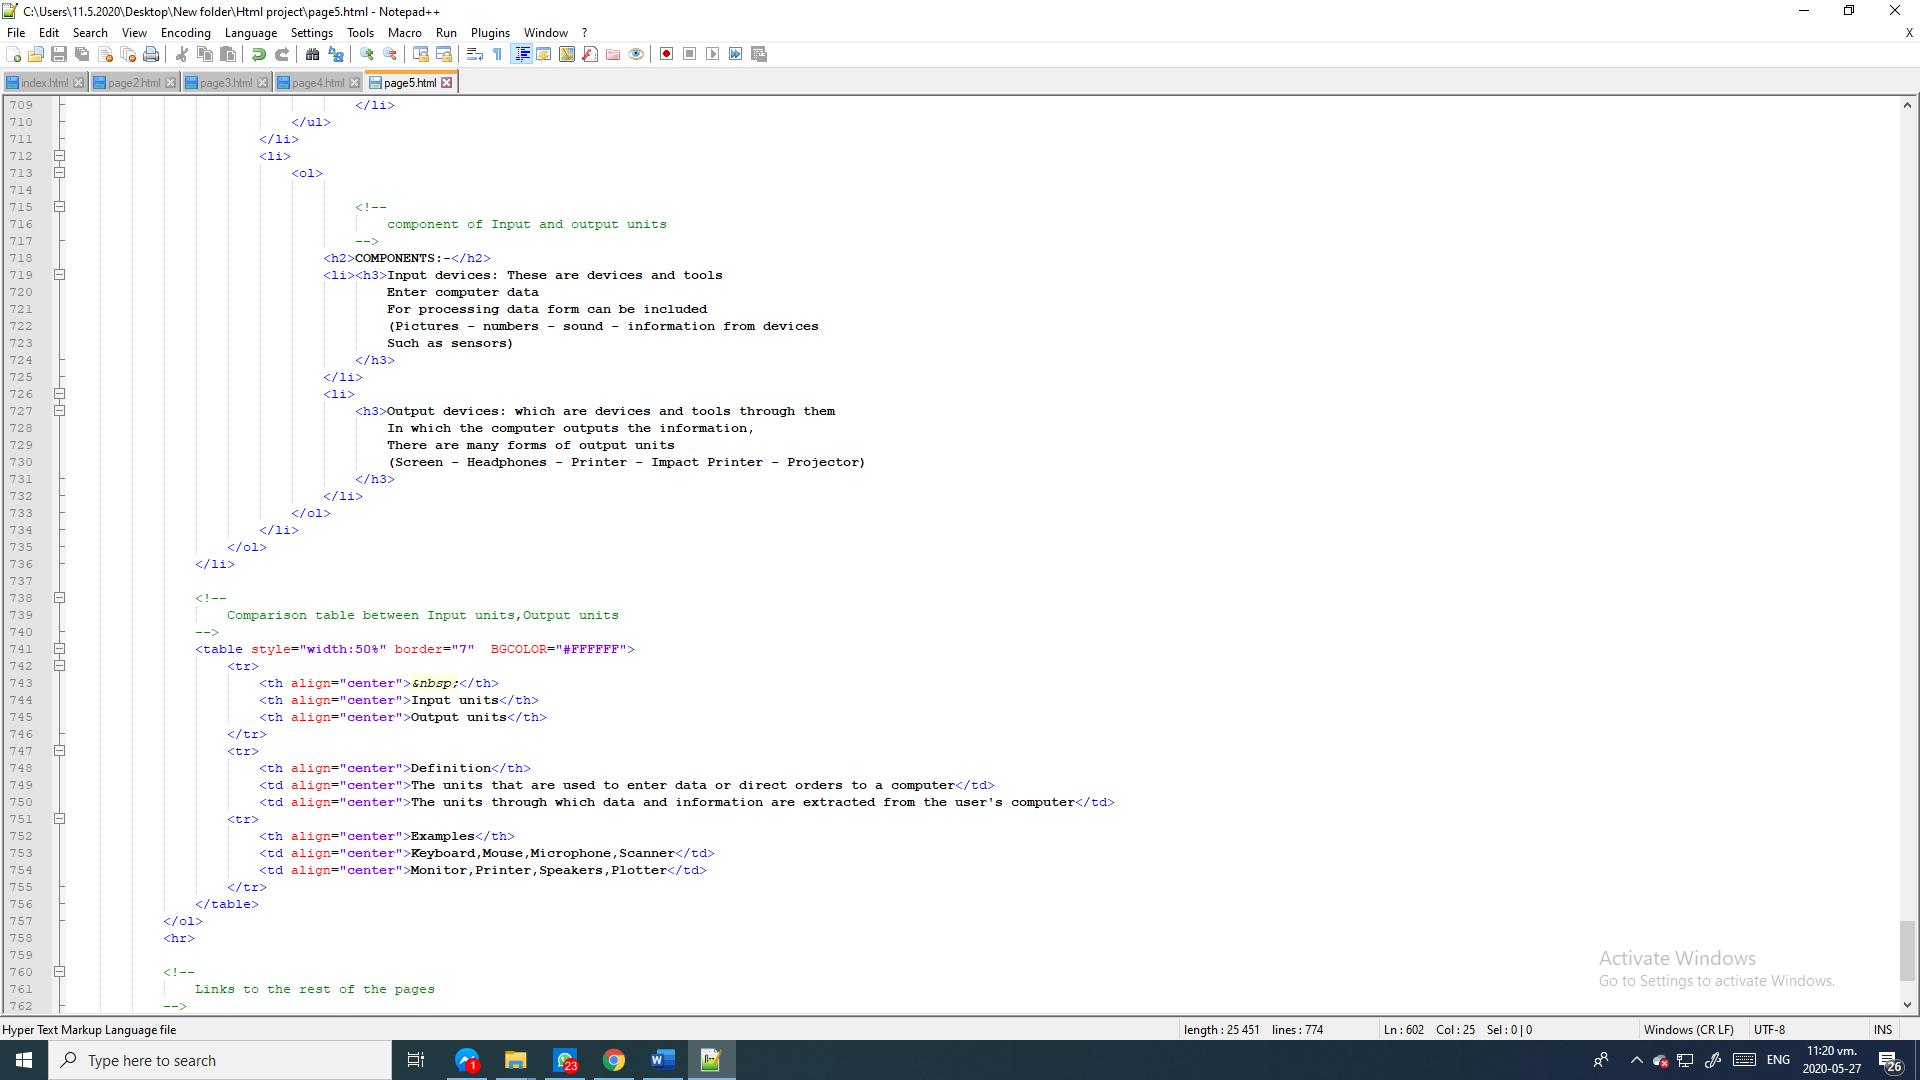 C:\Users\11.5.2020\Desktop\New folder\Html project\page5.html - Notepad++
File Edit Search View Encoding Language Settings Tools Macro Run Plugins Window ? X
index.html page2.html page3.html page4.html page5.html
709 </li>
710 </ul>
711 </li>
712 <li>
713 <ol>
714
715 <!--
716 component of Input and output units
717 -->
718 <h2>COMPONENTS:-</h2>
719 <li><h3>Input devices: These are devices and tools
720 Enter computer data
721 For processing data form can be included
722 (Pictures - numbers - sound - information from devices
723 Such as sensors)
724 </h3>
725 </li>
726 <li>
727 <h3>Output devices: which are devices and tools through them
728 In which the computer outputs the information,
729 There are many forms of output units
730 (Screen - Headphones - Printer - Impact Printer - Projector)
731 </h3>
732 </li>
733 </ol>
734 </li>
735 </ol>
736 </li>
737
738 <!--
739 Comparison table between Input units,Output units
740 -->
741 <table style="width:50%" border="7" BGCOLOR="#FFFFFF">
742 <tr>
743 <th align="center">&nbsp;</th>
744 <th align="center">Input units</th>
745 <th align="center">Output units</th>
746 </tr>
747 <tr>
748 <th align="center">Definition</th>
749 <td align="center">The units that are used to enter data or direct orders to a computer</td>
750 <td align="center">The units through which data and information are extracted from the user's computer</td>
751 <tr>
752 <th align="center">Examples</th>
753 <td align="center">Keyboard,Mouse,Microphone,Scanner</td>
754 <td align="center">Monitor,Printer,Speakers,Plotter</td>
755 </tr>
756 </table>
757 </ol>
758 <hr>
759
760 <!--
761 Links to the rest of the pages
762 -->
Activate Windows
Go to Settings to activate Windows.
Hyper Text Markup Language file length : 25 451 lines : 774 Ln : 602 Col : 25 Sel : 0 | 0 Windows (CR LF) UTF-8 INS
Type here to search 1 23 ENG 11:20 vm. 26
2020-05-27